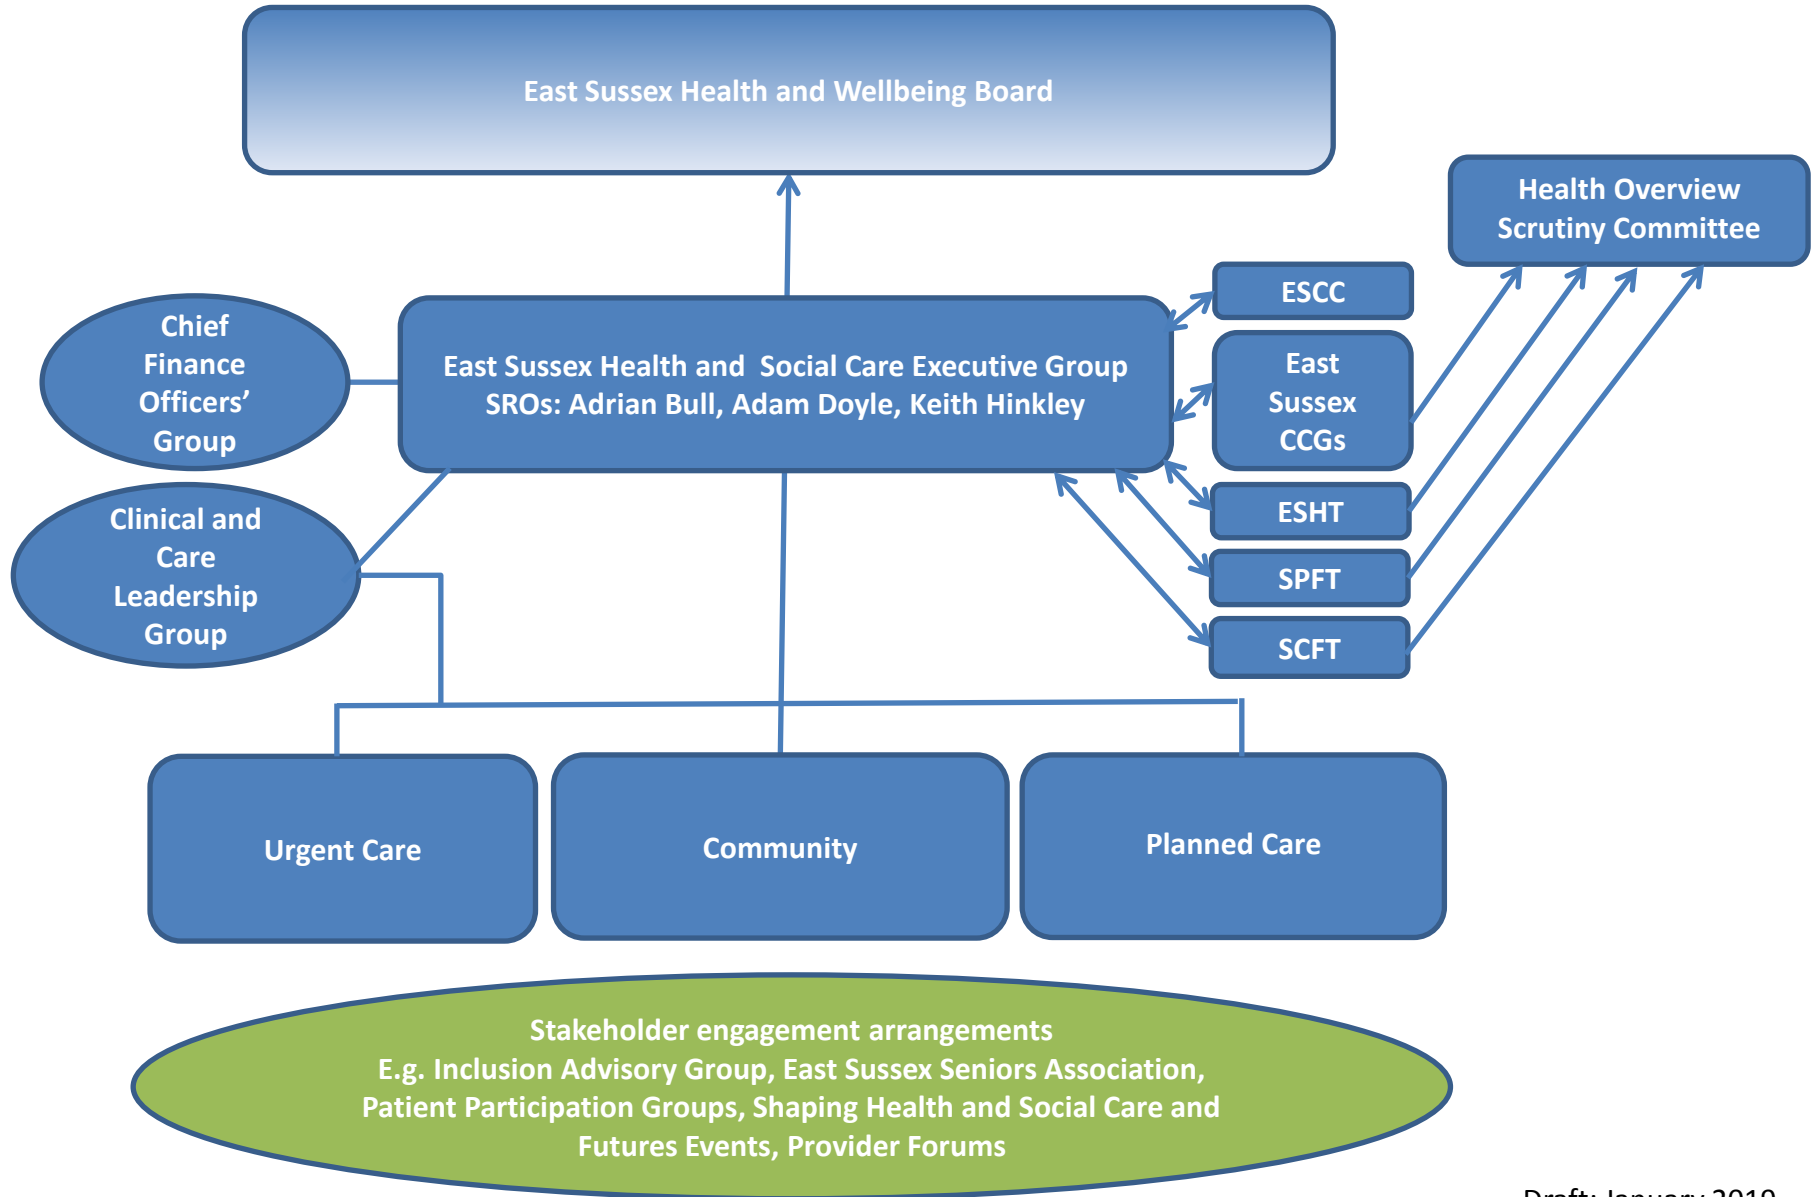 East Sussex Health and Wellbeing Board
Health Overview
Scrutiny Committee
Chief
Finance
Officers’
Group
East Sussex Health and Social Care Executive Group
SROs: Adrian Bull, Adam Doyle, Keith Hinkley
ESCC
East
Sussex
CCGs
ESHT
SPFT
SCFT
Clinical and
Care
Leadership
Group
Urgent Care
Community
Planned Care
Stakeholder engagement arrangements
E.g. Inclusion Advisory Group, East Sussex Seniors Association,
Patient Participation Groups, Shaping Health and Social Care and
Futures Events, Provider Forums
Draft: January 2019